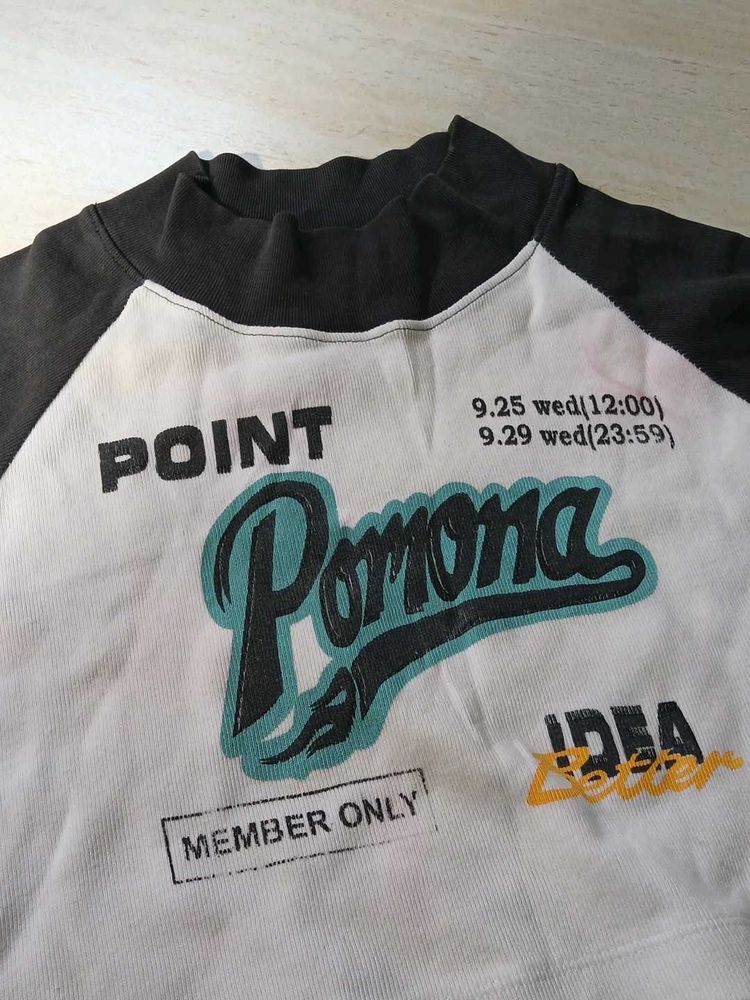 POINT
9.25 wed(12:00)
9.29 wed(23:59)
Pomona
A
IDEA
Better
MEMBER ONLY